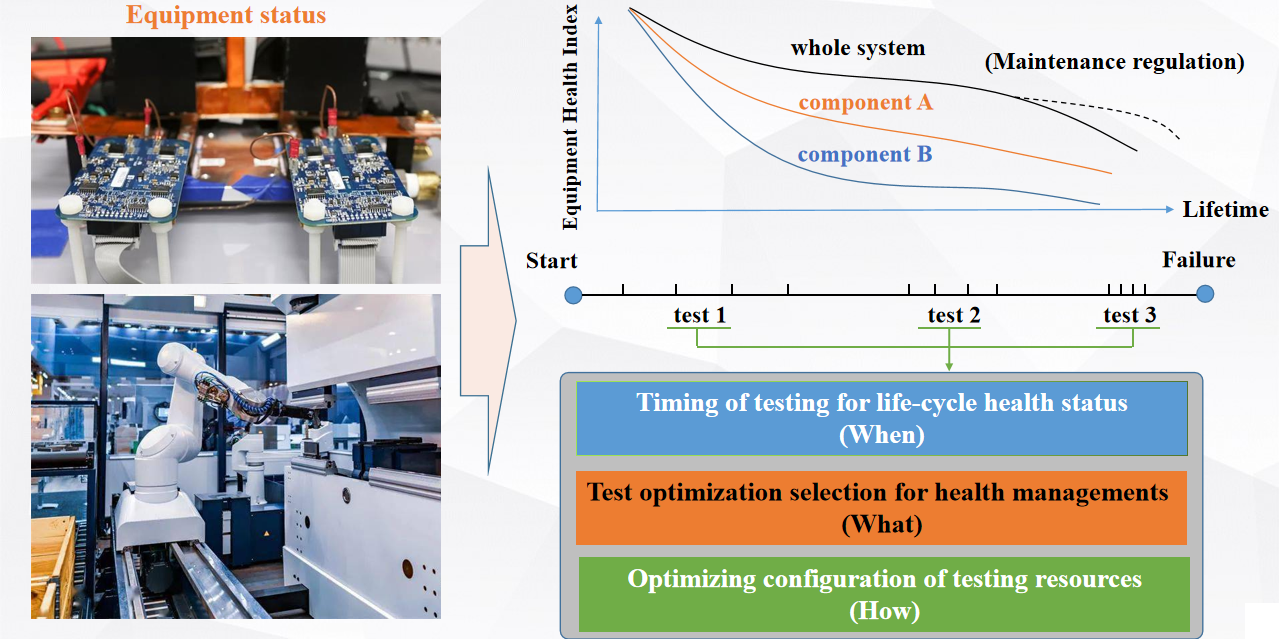 Equipment status
Equipment Health Index
whole system
(Maintenance regulation)
component A
component B
Lifetime
Start
Failure
test 1
test 2
test 3
Timing of testing for life-cycle health status
(When)
Test optimization selection for health managements
(What)
Optimizing configuration of testing resources
(How)